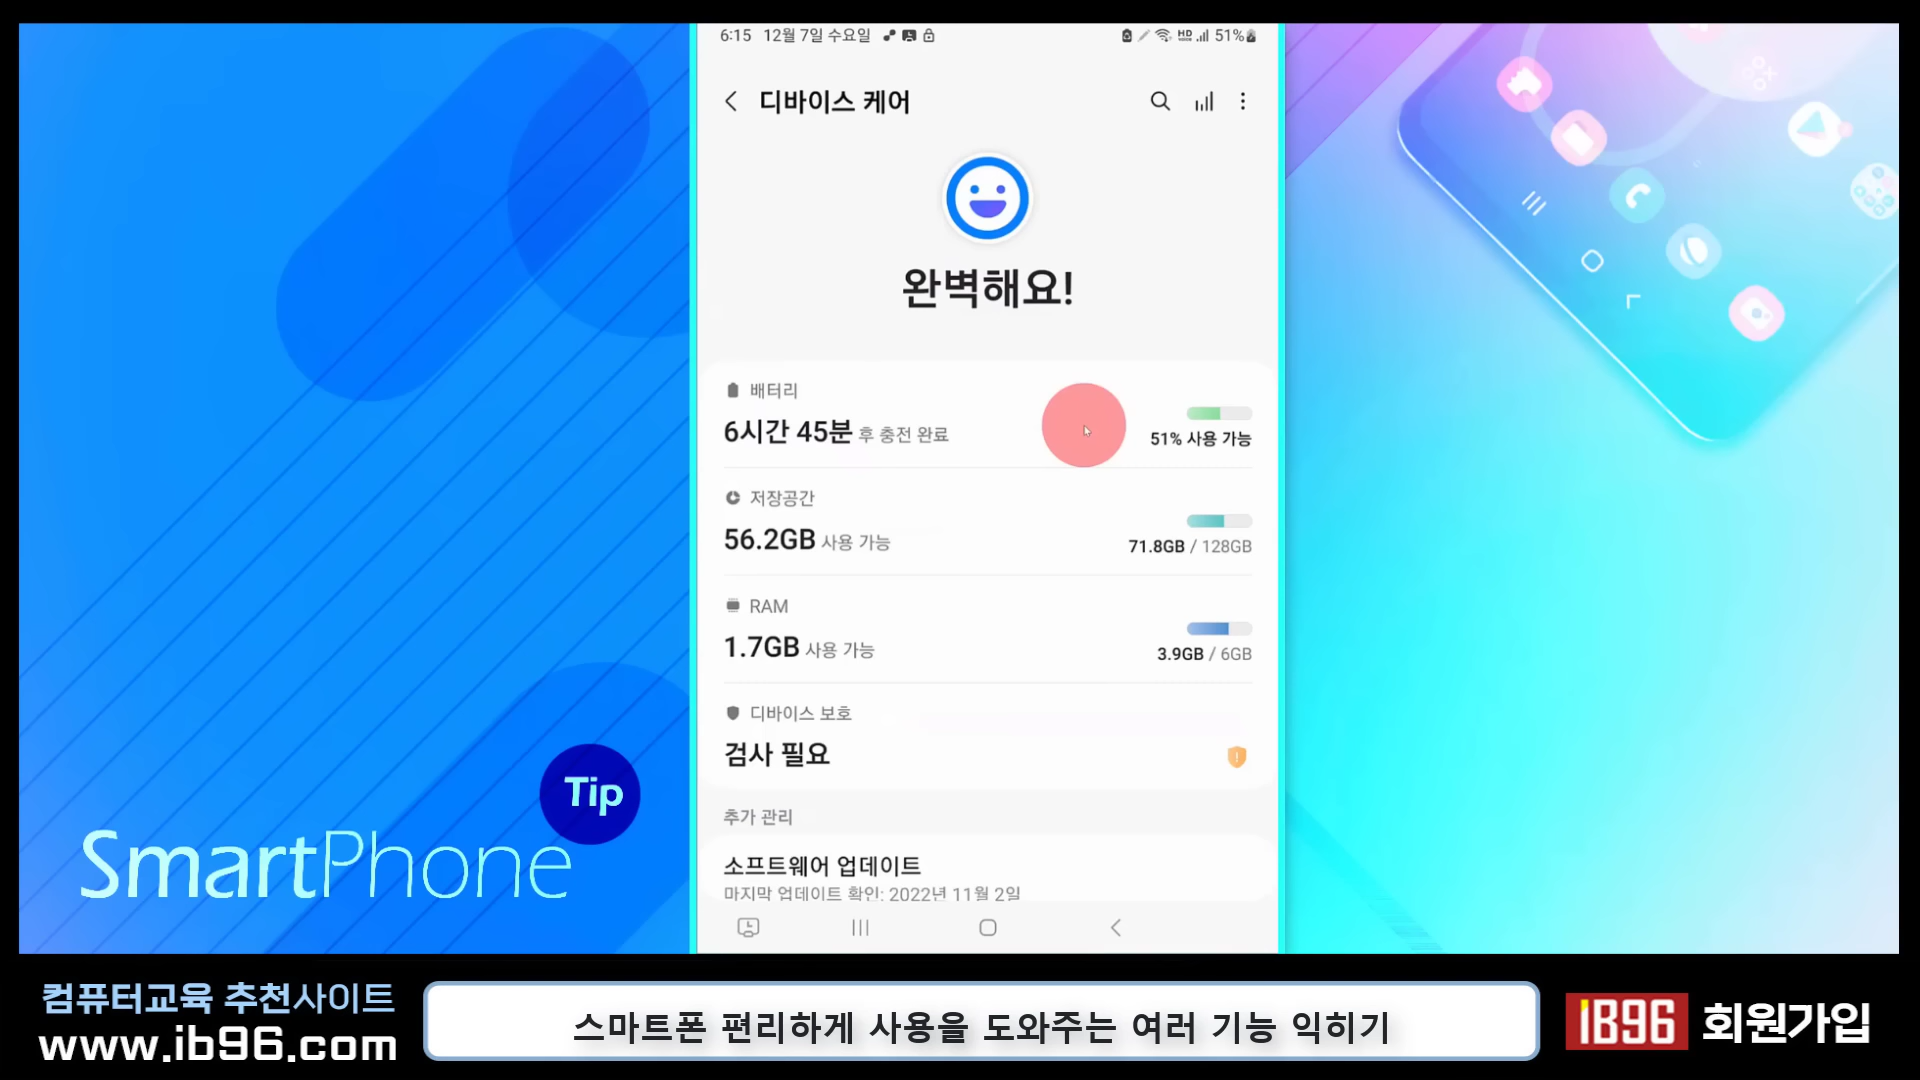 6:15 12월 7일 수요일
HD 51%
디바이스 케어
완벽해요!
배터리
6시간 45분 후 충전 완료
51% 사용 가능
저장공간
56.2GB 사용 가능
71.8GB / 128GB
RAM
1.7GB 사용 가능
3.9GB / 6GB
디바이스 보호
검사 필요
추가 관리
소프트웨어 업데이트
마지막 업데이트 확인: 2022년 11월 2일
Tip
SmartPhone
컴퓨터교육 추천사이트
www.ib96.com
스마트폰 편리하게 사용을 도와주는 여러 기능 익히기
IB96 회원가입